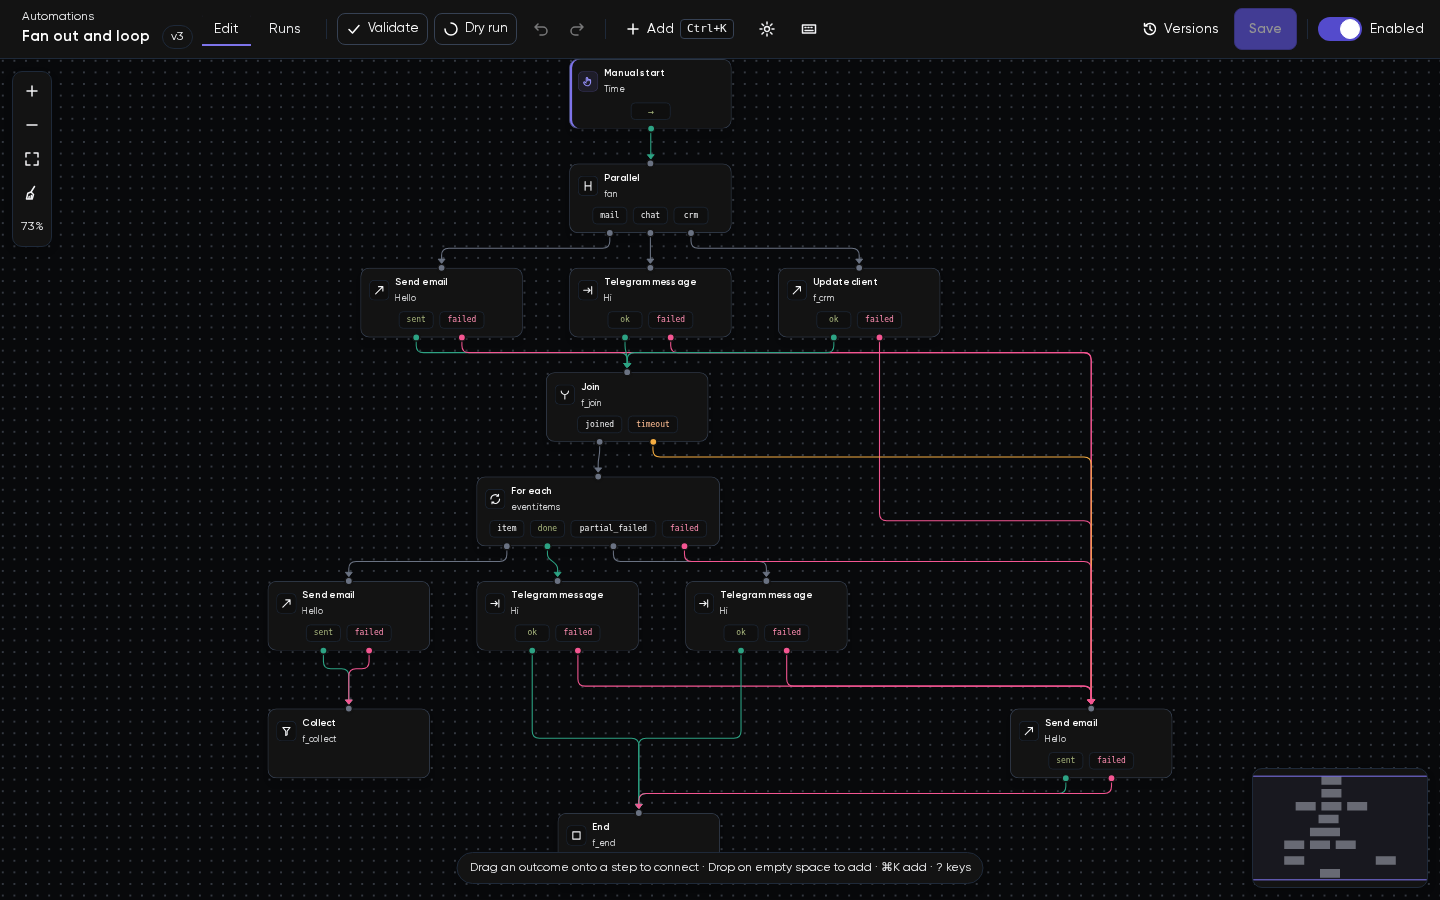 Automations
Fan out and loop
v3
Edit
Runs
Validate
Dry run
Add
Ctrl+K
Versions
Save
Enabled
73%
Manual start
Time
→
Parallel
fan
mail
chat
crm
Send email
Hello
sent
failed
Telegram message
Hi
ok
failed
Update client
f_crm
ok
failed
Join
f_join
joined
timeout
For each
event.items
item
done
partial_failed
failed
Send email
Hello
sent
failed
Telegram message
Hi
ok
failed
Telegram message
Hi
ok
failed
Collect
f_collect
Send email
Hello
sent
failed
End
f_end
Drag an outcome onto a step to connect · Drop on empty space to add · ⌘K add · ? keys